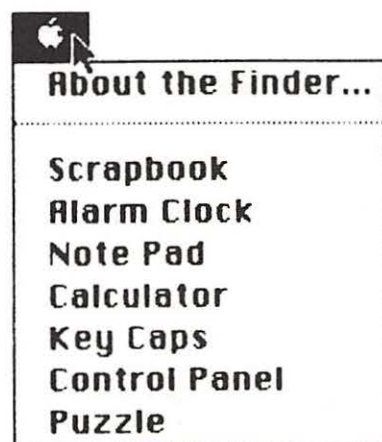 About the Finder...
Scrapbook
Alarm Clock
Note Pad
Calculator
Key Caps
Control Panel
Puzzle